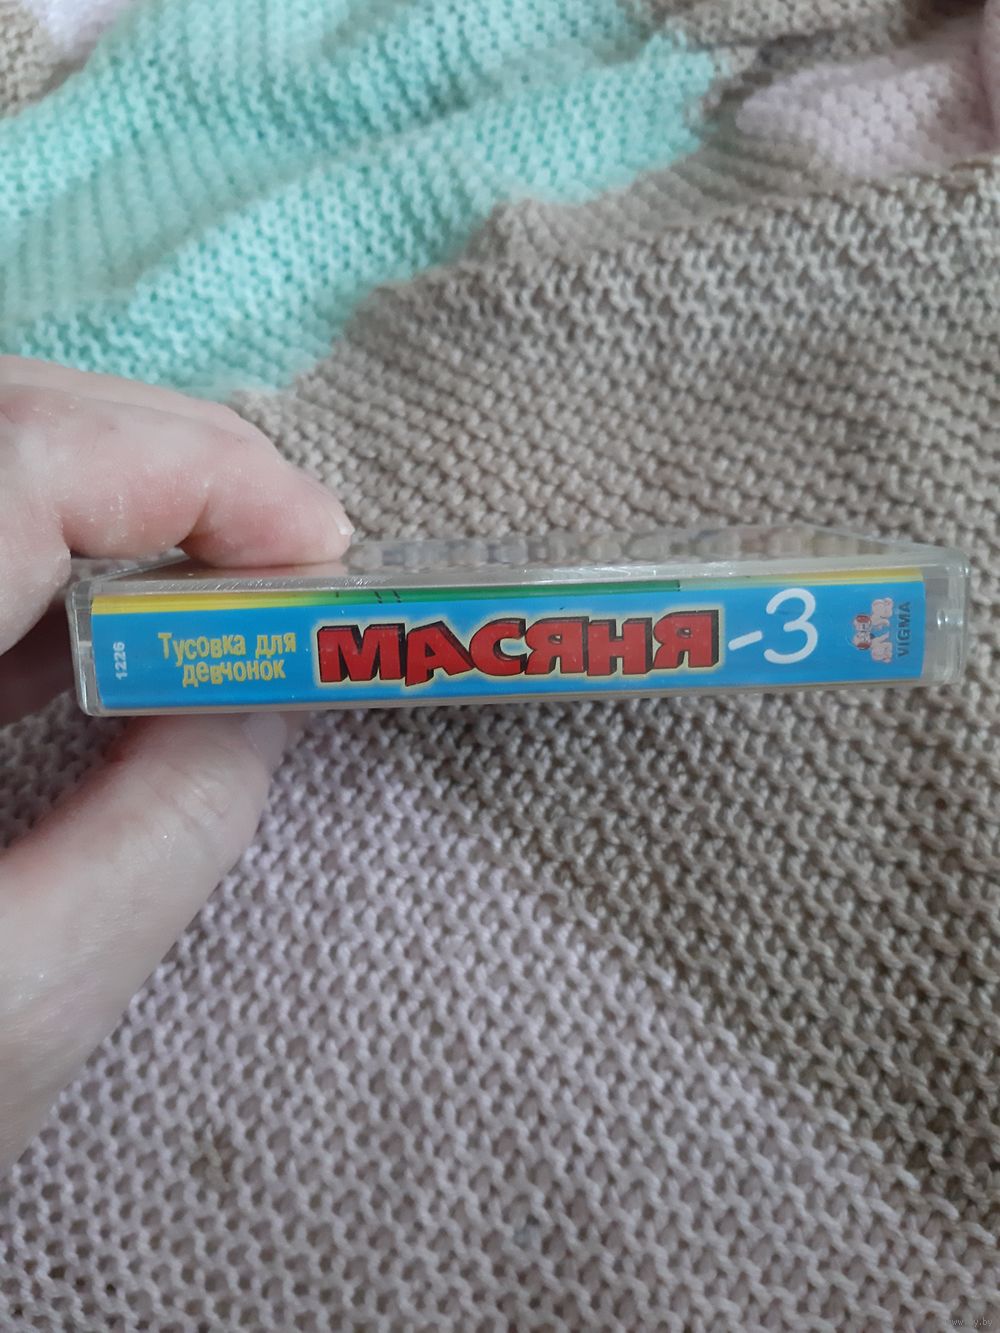 1226
Тусовка для
девчонок
МАСЯНЯ -3
VIGMA